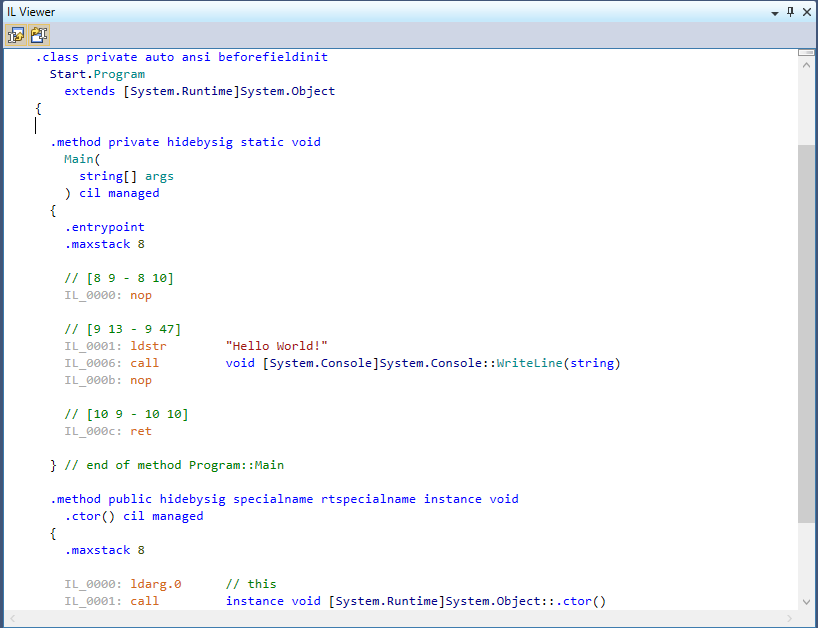 IL Viewer
.class private auto ansi beforefieldinit
  Start.Program
    extends [System.Runtime]System.Object
{

  .method private hidebysig static void
    Main(
      string[] args
    ) cil managed
  {
    .entrypoint
    .maxstack 8

    // [8 9 - 8 10]
    IL_0000: nop

    // [9 13 - 9 47]
    IL_0001: ldstr        "Hello World!"
    IL_0006: call         void [System.Console]System.Console::WriteLine(string)
    IL_000b: nop

    // [10 9 - 10 10]
    IL_000c: ret

  } // end of method Program::Main

  .method public hidebysig specialname rtspecialname instance void
    .ctor() cil managed
  {
    .maxstack 8

    IL_0000: ldarg.0      // this
    IL_0001: call         instance void [System.Runtime]System.Object::.ctor()